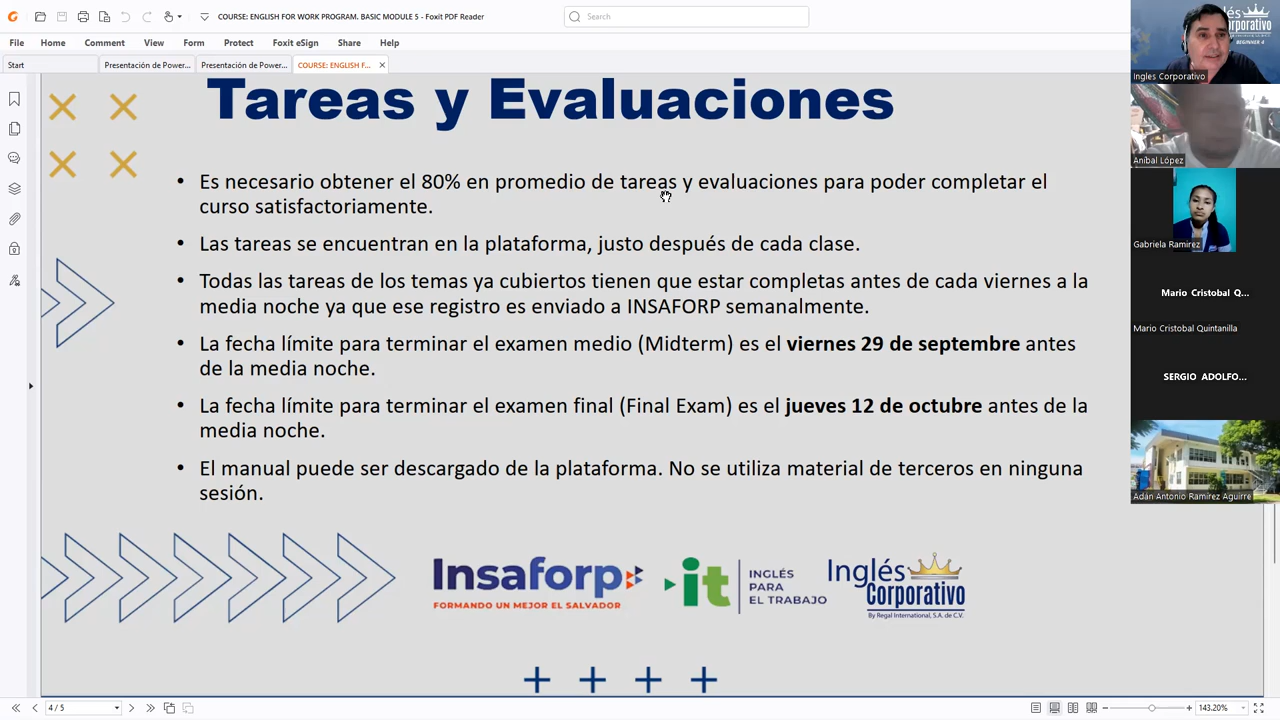 COURSE: ENGLISH FOR WORK PROGRAM. BASIC MODULE 5 - Foxit PDF Reader
Search
File Home Comment View Form Protect Foxit eSign Share Help
Start Presentación de Power... Presentación de Power... COURSE: ENGLISH F...
Tareas y Evaluaciones
• Es necesario obtener el 80% en promedio de tareas y evaluaciones para poder completar el
curso satisfactoriamente.
• Las tareas se encuentran en la plataforma, justo después de cada clase.
• Todas las tareas de los temas ya cubiertos tienen que estar completas antes de cada viernes a la
media noche ya que ese registro es enviado a INSAFORP semanalmente.
• La fecha límite para terminar el examen medio (Midterm) es el viernes 29 de septiembre antes
de la media noche.
• La fecha límite para terminar el examen final (Final Exam) es el jueves 12 de octubre antes de la
media noche.
• El manual puede ser descargado de la plataforma. No se utiliza material de terceros en ninguna
sesión.
Insaforp
FORMANDO UN MEJOR EL SALVADOR
it
INGLÉS
PARA
EL TRABAJO
Inglés
Corporativo
By Regal International, S.A. de C.V.
4 / 5
143.20%
Corporativo
BEGINNER 4
Ingles Corporativo
Aníbal López
Gabriela Ramírez
Mario Cristobal Q...
Mario Cristobal Quintanilla
SERGIO ADOLFO...
Adán Antonio Ramírez Aguirre